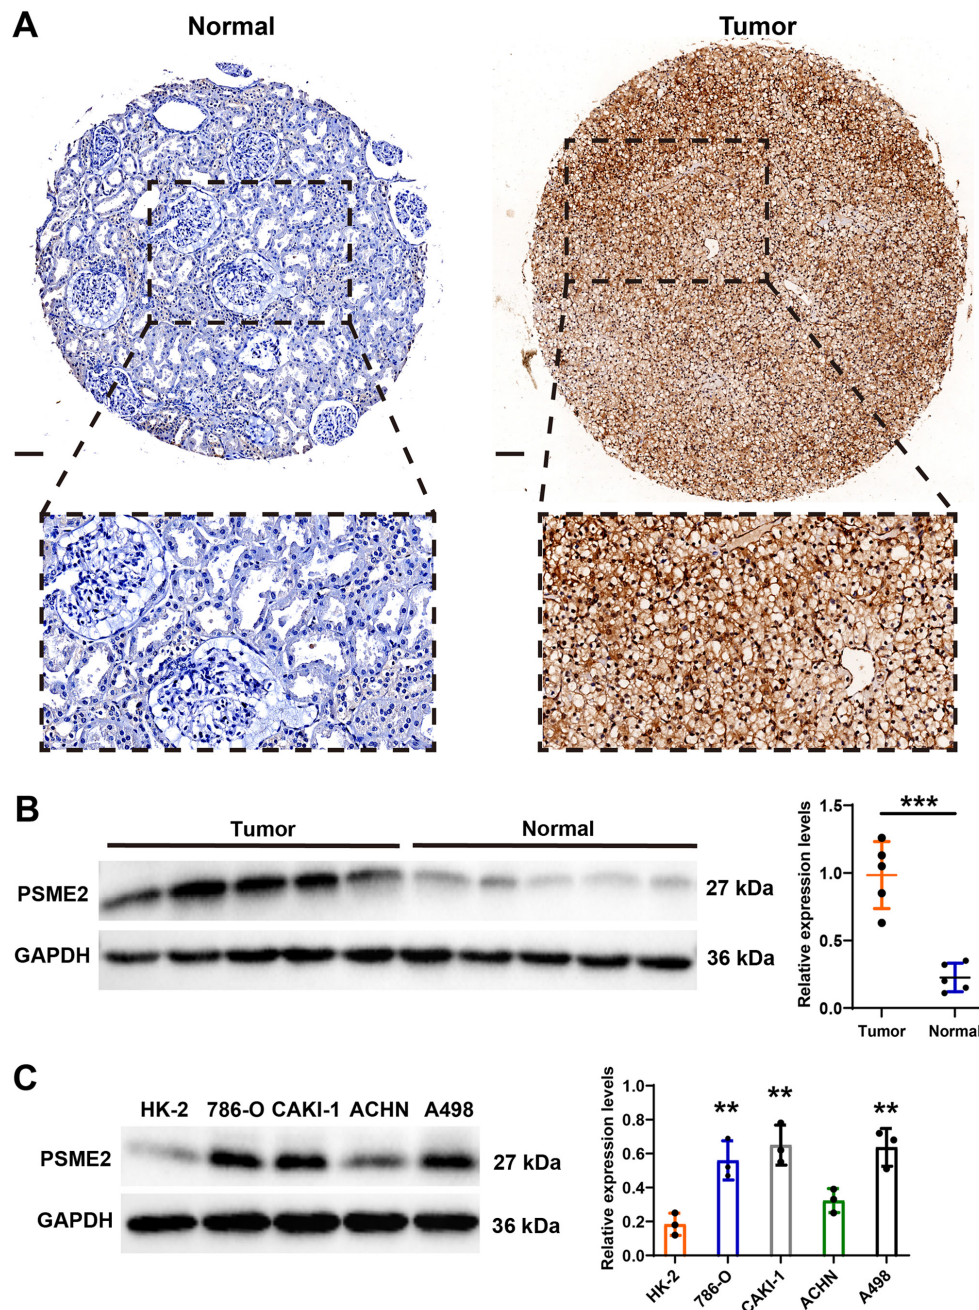 A
Normal
Tumor
B
Tumor
Normal
PSME2
27 kDa
GAPDH
36 kDa
Relative expression levels
1.5
1.0
0.5
0.0
***
Tumor
Normal
C
HK-2 786-O CAKI-1 ACHN A498
PSME2
27 kDa
GAPDH
36 kDa
Relative expression levels
1.0
0.8
0.6
0.4
0.2
0.0
**
**
**
HK-2
786-O
CAKI-1
ACHN
A498